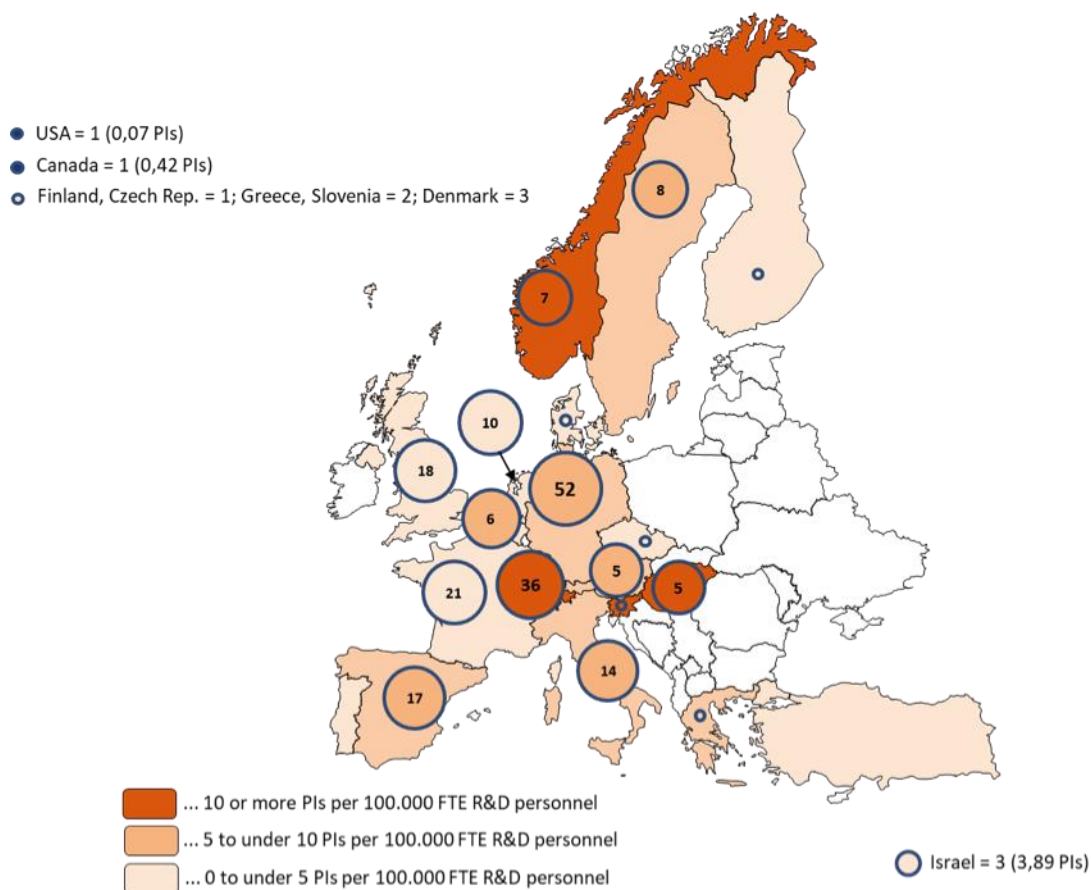 USA = 1 (0,07 PIs)
Canada = 1 (0,42 PIs)
Finland, Czech Rep. = 1; Greece, Slovenia = 2; Denmark = 3
8
7
10
18
52
6
5
36
5
21
14
17
... 10 or more PIs per 100.000 FTE R&D personnel
... 5 to under 10 PIs per 100.000 FTE R&D personnel
... 0 to under 5 PIs per 100.000 FTE R&D personnel
Israel = 3 (3,89 PIs)